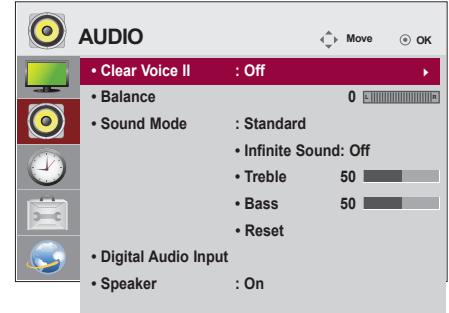 AUDIO Move OK
• Clear Voice II : Off
• Balance 0 L R
• Sound Mode : Standard
• Infinite Sound: Off
• Treble 50
• Bass 50
• Reset
• Digital Audio Input
• Speaker : On